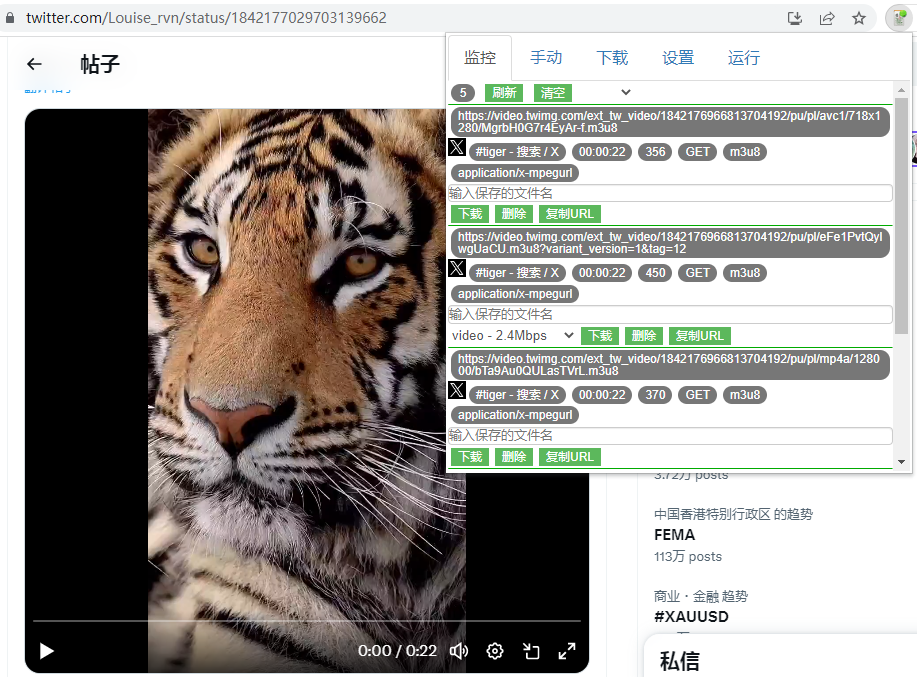 twitter.com/Louise_rvn/status/1842177029703139662
帖子
监控 手动 下载 设置 运行
5 刷新 清空
https://video.twimg.com/ext_tw_video/1842176966813704192/pu/pl/avc1/718x1
280/MgrbH0G7r4EyAr-f.m3u8
#tiger - 搜索 / X 00:00:22 356 GET m3u8
application/x-mpegurl
输入保存的文件名
下载 删除 复制URL
https://video.twimg.com/ext_tw_video/1842176966813704192/pu/pl/eFe1PvtQyl
wgUaCU.m3u8?variant_version=1&tag=12
#tiger - 搜索 / X 00:00:22 450 GET m3u8
application/x-mpegurl
输入保存的文件名
video - 2.4Mbps 下载 删除 复制URL
https://video.twimg.com/ext_tw_video/1842176966813704192/pu/pl/mp4a/1280
00/bTa9Au0QULasTVrL.m3u8
#tiger - 搜索 / X 00:00:22 370 GET m3u8
application/x-mpegurl
输入保存的文件名
下载 删除 复制URL
3.72万 posts
中国香港特别行政区 的趋势
FEMA
113万 posts
商业 · 金融 趋势
#XAUUSD
私信
0:00 / 0:22